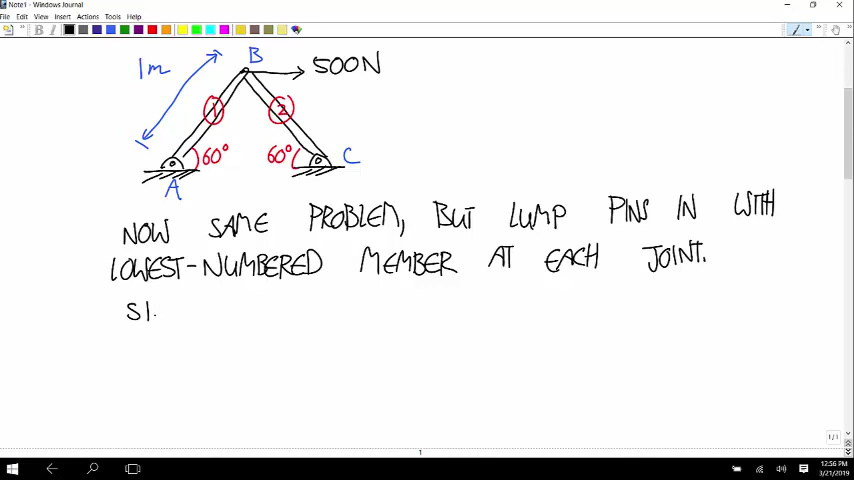 Note1 - Windows Journal
File Edit View Insert Actions Tools Help
B
1m
500N
1
2
60°
60°
C
A
NOW SAME PROBLEM, BUT LUMP PINS IN WITH
LOWEST-NUMBERED MEMBER AT EACH JOINT.
S1.
1/1
1
12:56 PM
3/21/2019